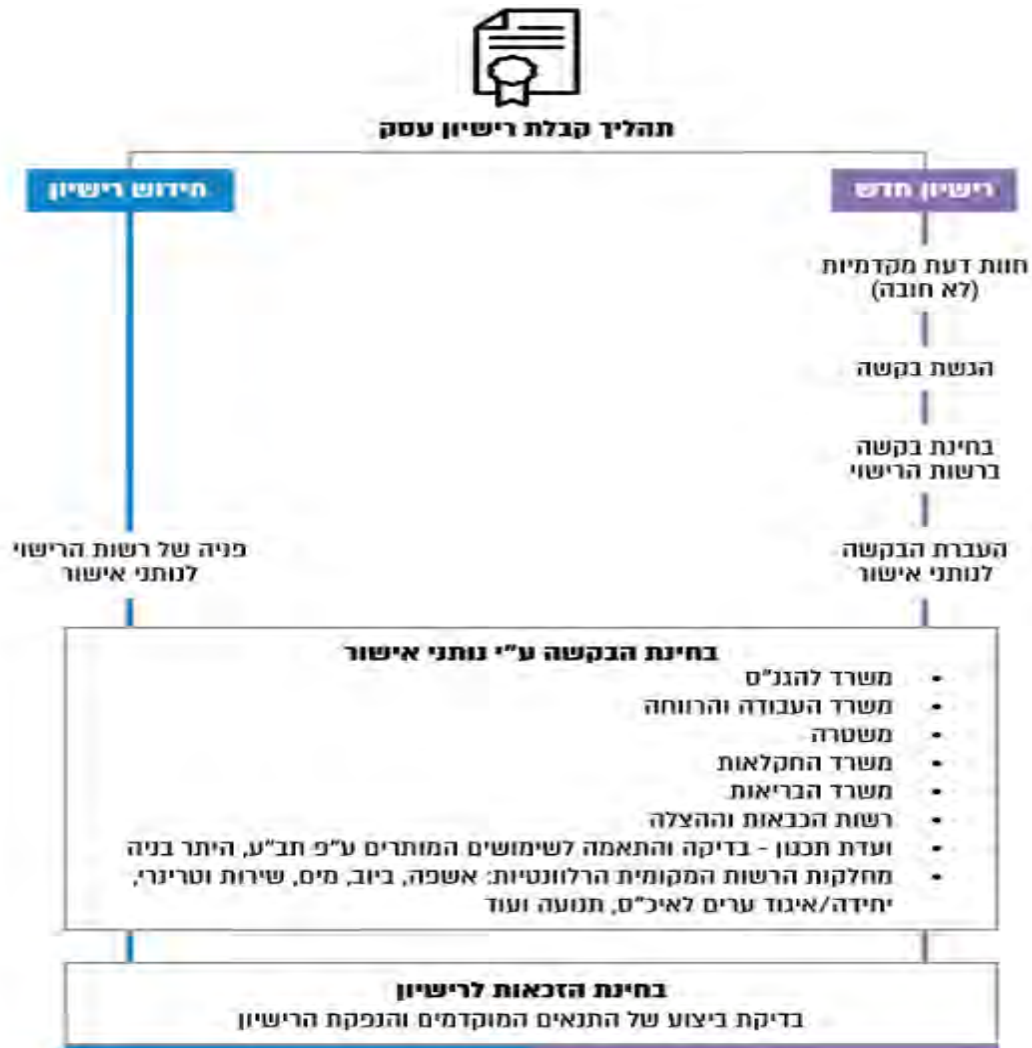 תהליך קבלת רישיון עסק
רישיון חדש
חידוש רישיון
חוות דעת מקדמיות
(לא חובה)
הגשת בקשה
בחינת בקשה
ברשות הרישוי
העברת הבקשה
לנותני אישור
פניה של רשות הרישוי
לנותני אישור
בחינת הבקשה ע"י נותני אישור
• משרד להגנ"ס
• משרד העבודה והרווחה
• משטרה
• משרד החקלאות
• משרד הבריאות
• רשות הכבאות וההצלה
• ועדת תכנון - בדיקה והתאמה לשימושים המותרים ע"פ תב"ע, היתר בניה
• מחלקות הרשות המקומית הרלוונטיות: אשפה, ביוב, מים, שירות וטרינרי,
יחידה/איגוד ערים לאיכ"ס, תנועה ועוד
בחינת הזכאות לרישיון
בדיקת ביצוע של התנאים המוקדמים והנפקת הרישיון